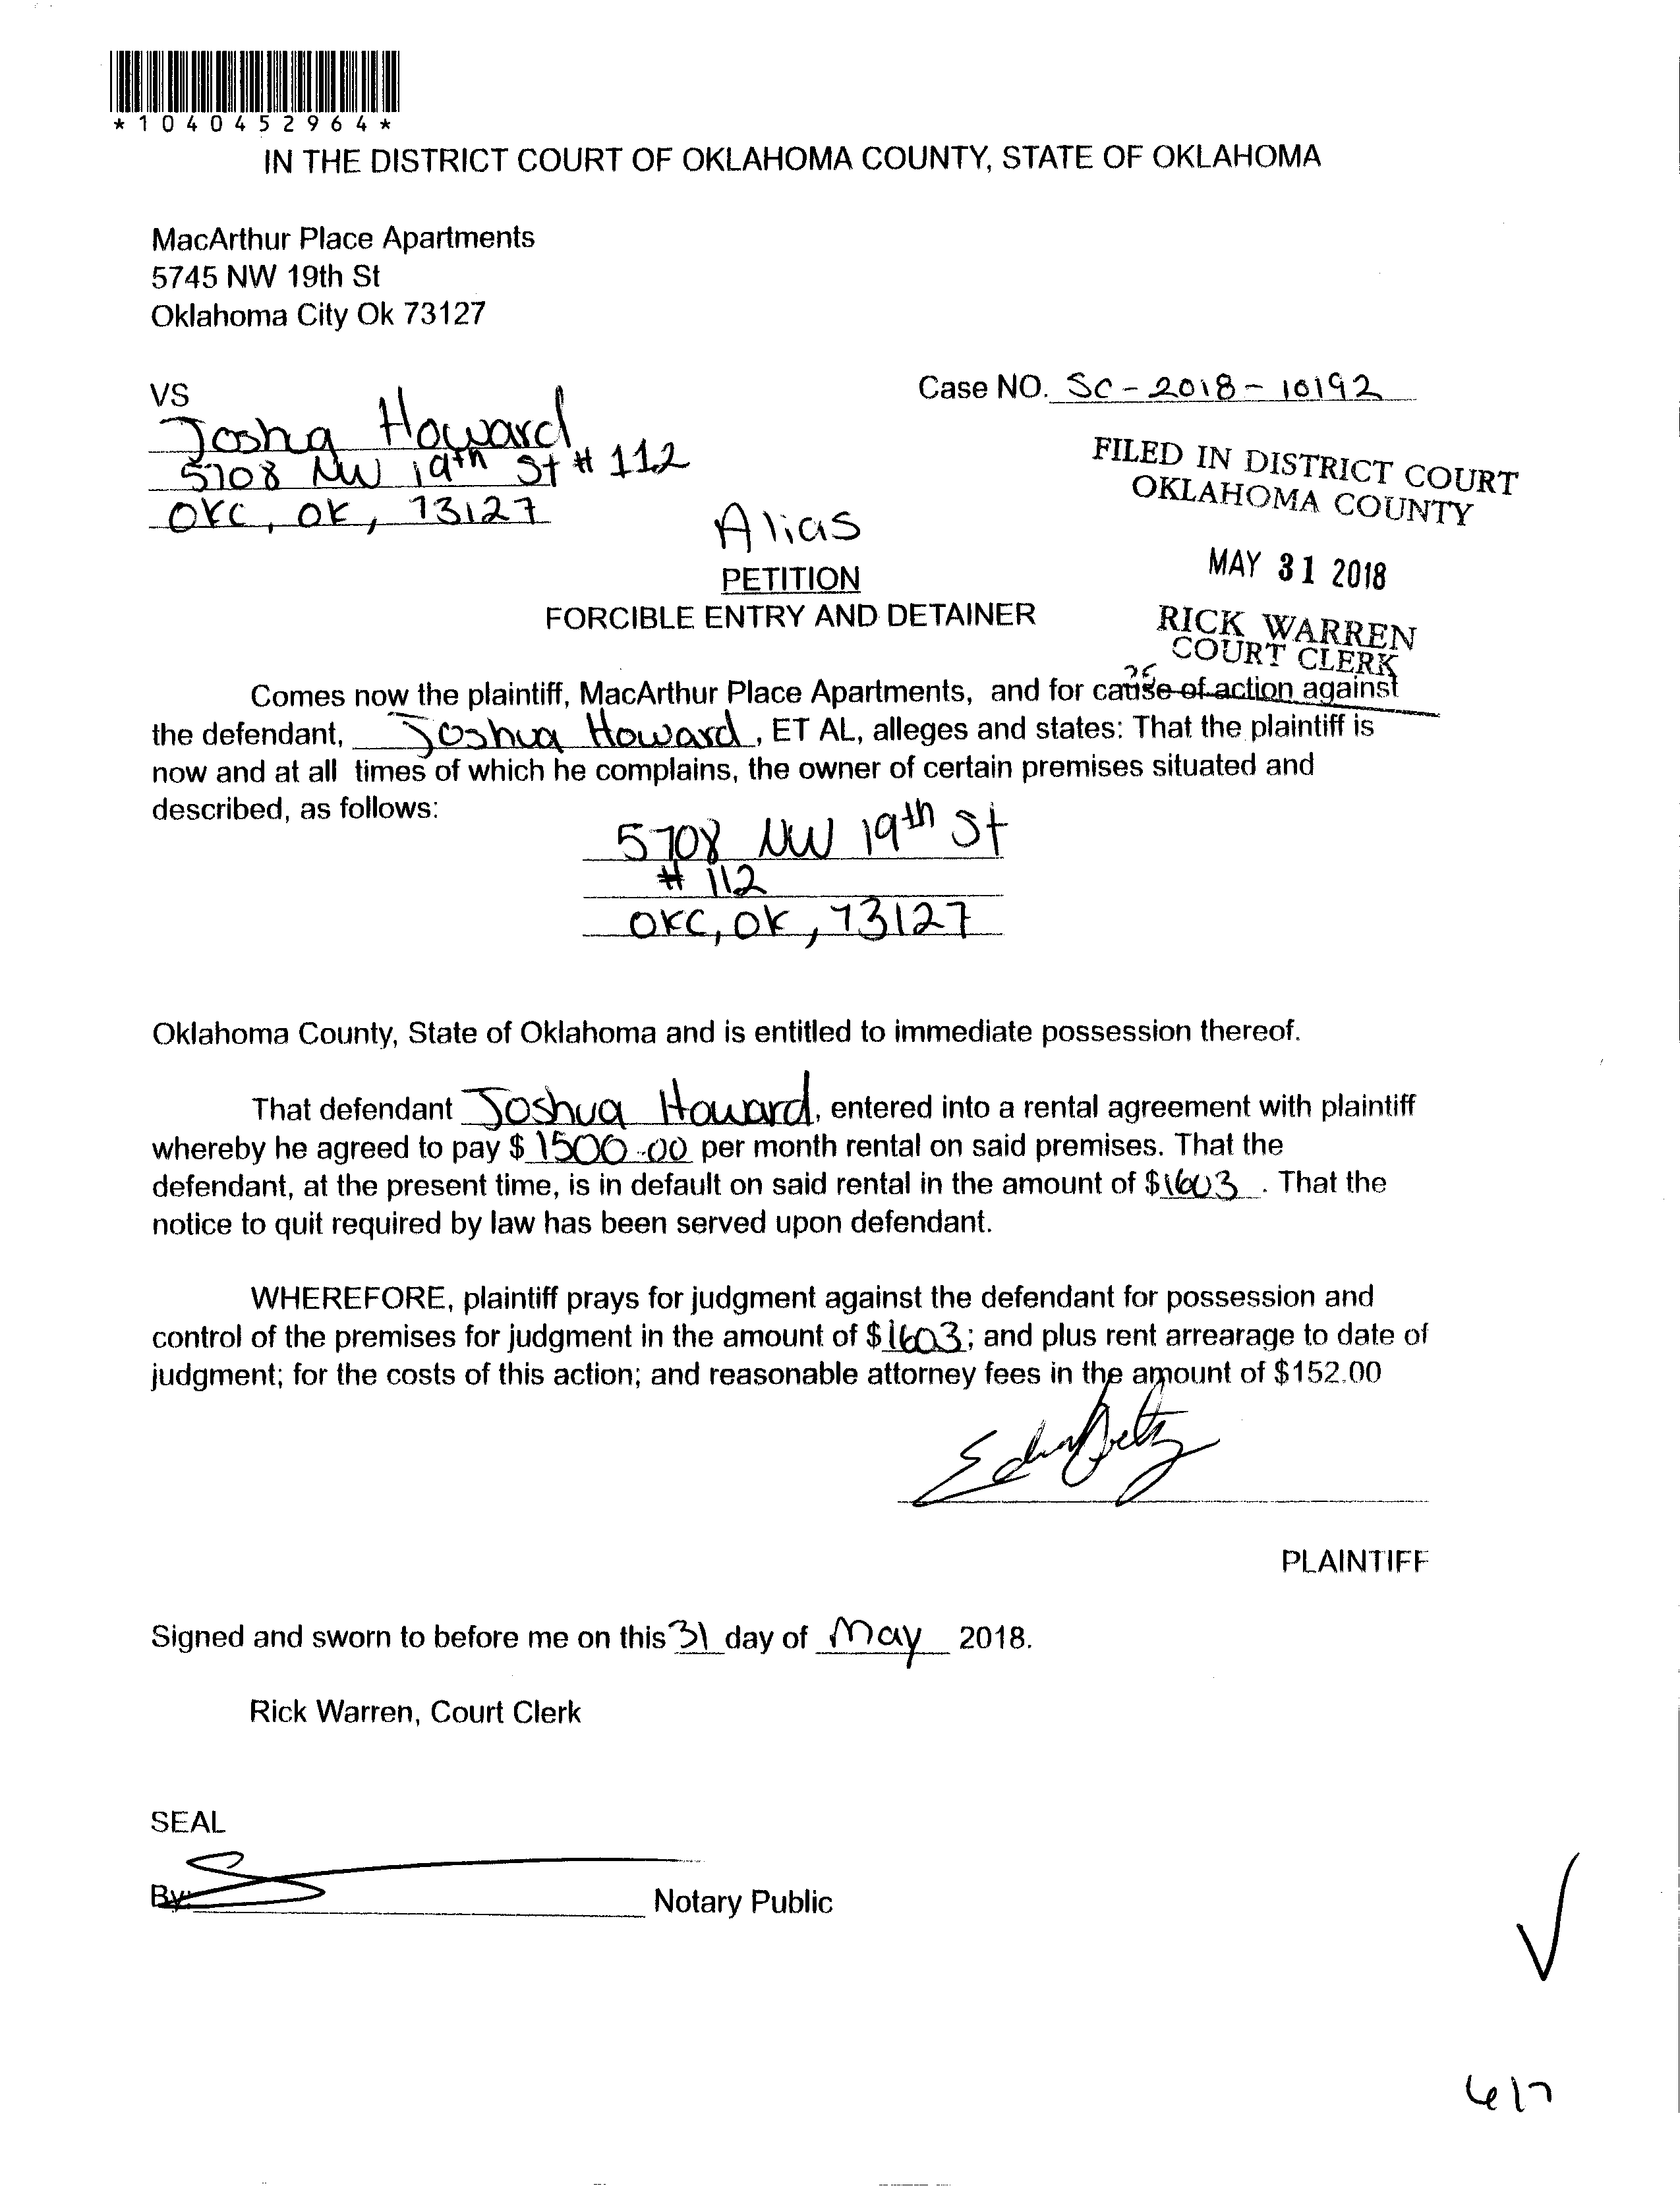 *1040452964*
IN THE DISTRICT COURT OF OKLAHOMA COUNTY, STATE OF OKLAHOMA
MacArthur Place Apartments
5745 NW 19th St
Oklahoma City Ok 73127
VS
Case NO. SC-2018-10192
Joshua Howard
5708 NW 19th St #112
OKC, OK, 73127
FILED IN DISTRICT COURT
OKLAHOMA COUNTY
MAY 31 2018
RICK WARREN
COURT CLERK
Alias
PETITION
FORCIBLE ENTRY AND DETAINER
Comes now the plaintiff, MacArthur Place Apartments, and for cause of action against
the defendant, Joshua Howard, ET AL, alleges and states: That the plaintiff is
now and at all times of which he complains, the owner of certain premises situated and
described, as follows:
5708 NW 19th St
# 112
OKC, OK, 73127
Oklahoma County, State of Oklahoma and is entitled to immediate possession thereof.
That defendant Joshua Howard, entered into a rental agreement with plaintiff
whereby he agreed to pay $ 1500.00 per month rental on said premises. That the
defendant, at the present time, is in default on said rental in the amount of $1603. That the
notice to quit required by law has been served upon defendant.
WHEREFORE, plaintiff prays for judgment against the defendant for possession and
control of the premises for judgment in the amount of $1603; and plus rent arrearage to date of
judgment; for the costs of this action; and reasonable attorney fees in the amount of $152.00
PLAINTIFF
Signed and sworn to before me on this 31 day of May 2018.
Rick Warren, Court Clerk
SEAL
By: Notary Public